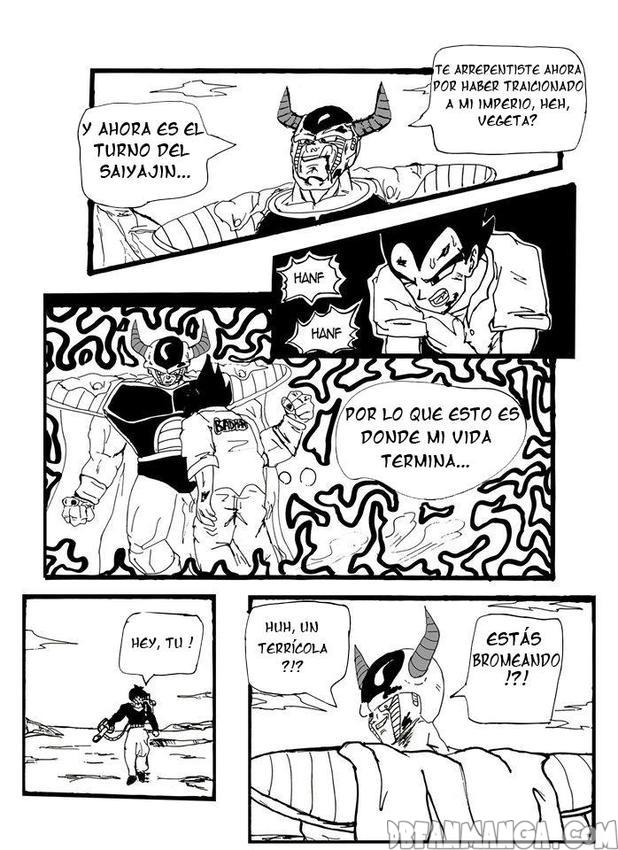 Y AHORA ES EL
TURNO DEL
SAIYAJIN...
TE ARREPENTISTE AHORA
POR HABER TRAICIONADO
A MI IMPERIO, HEH,
VEGETA?
HANF
HANF
BADMAN
POR LO QUE ESTO ES
DONDE MI VIDA
TERMINA...
HEY, TU !
HUH, UN
TERRÍCOLA
?!?
ESTÁS
BROMEANDO
!?!
DBFANMANGA.COM